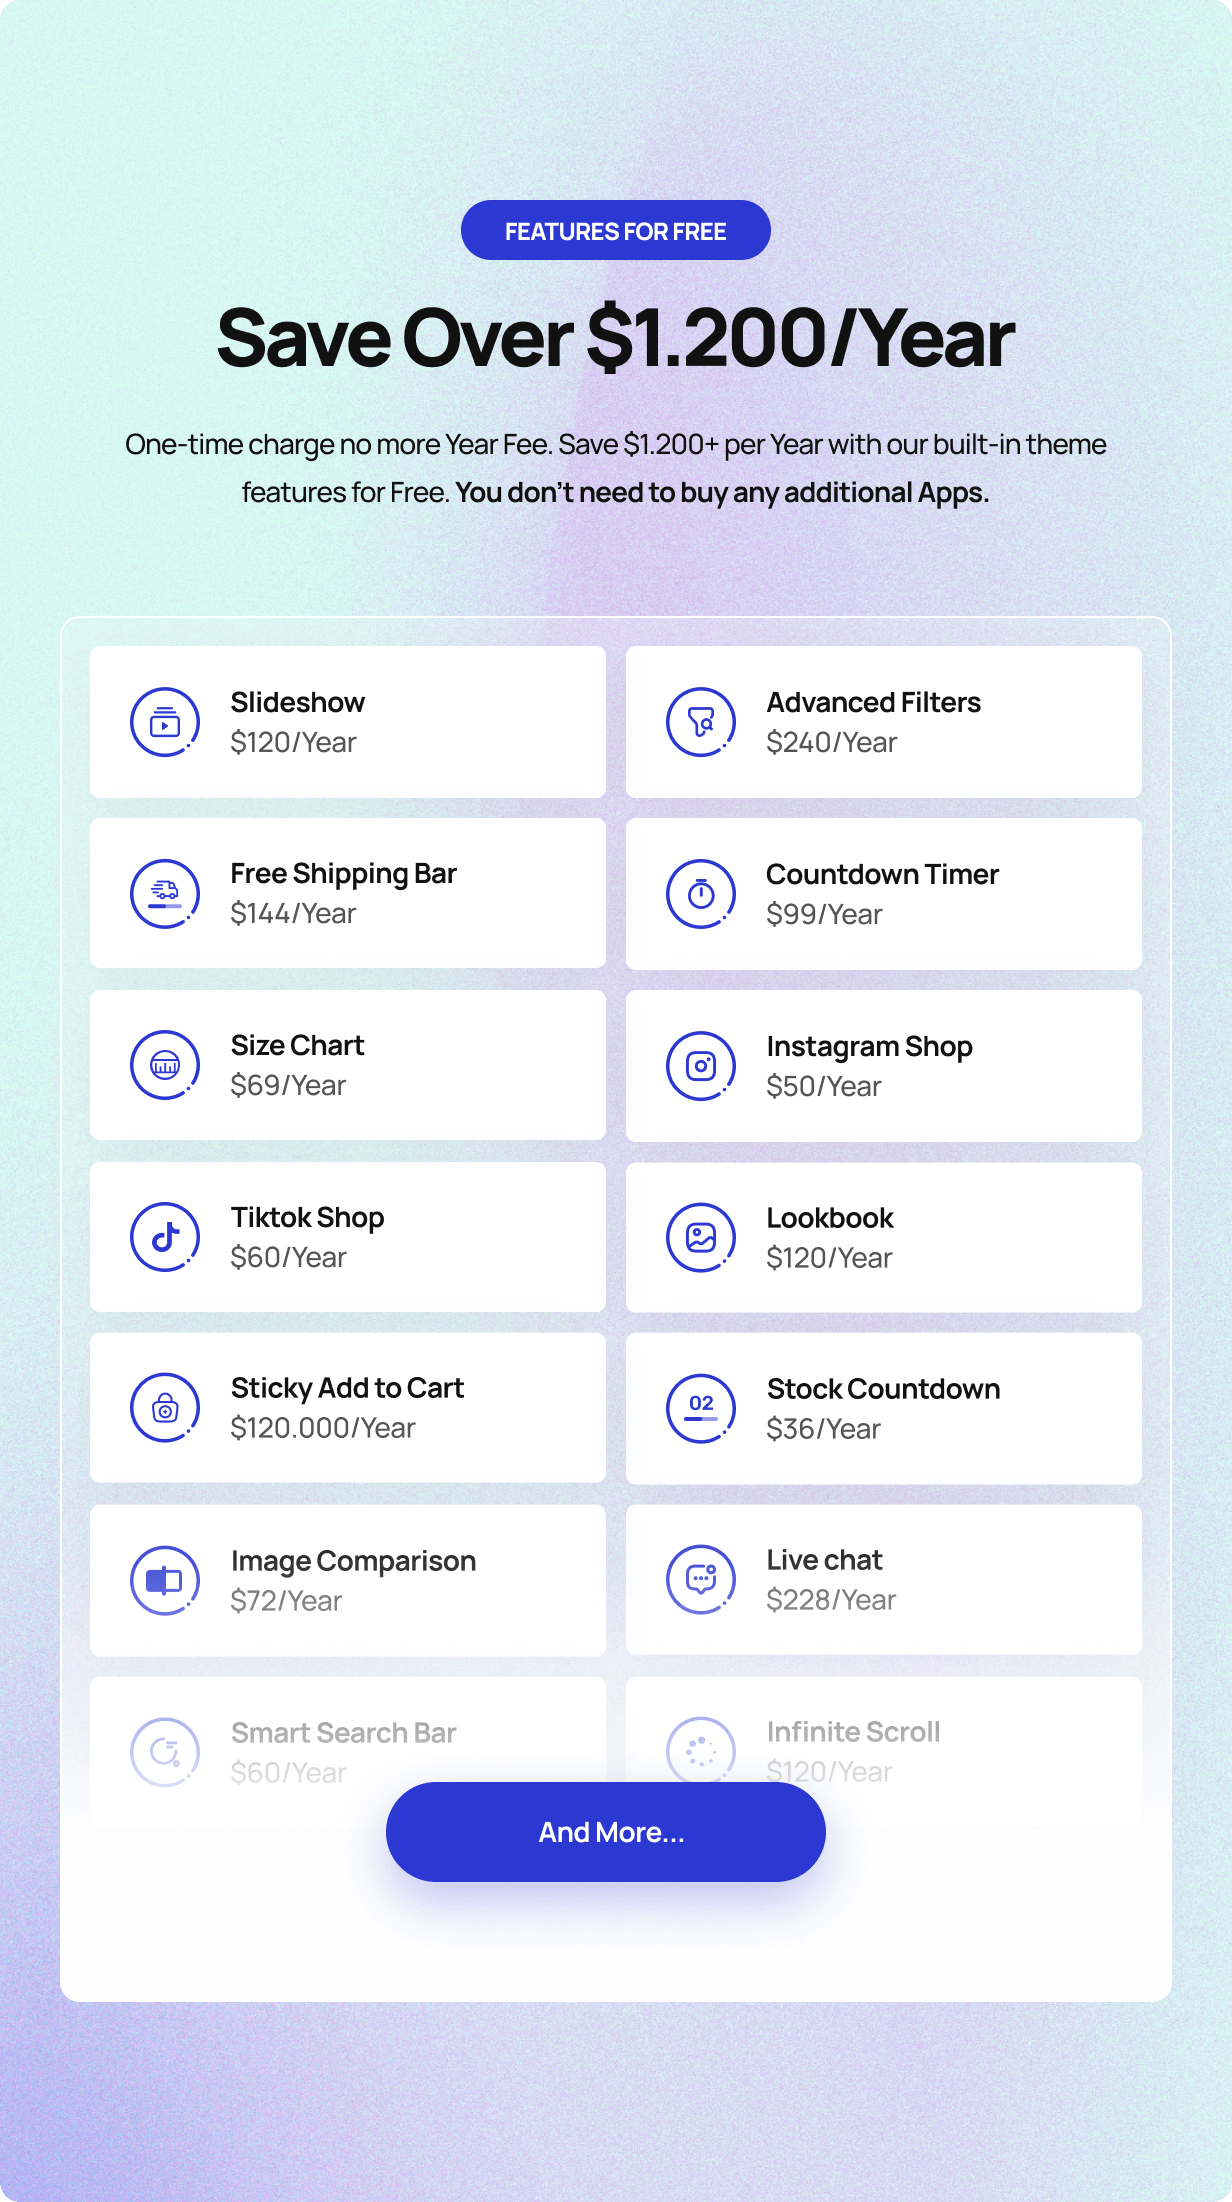 FEATURES FOR FREE
Save Over $1.200/Year
One-time charge no more Year Fee. Save $1.200+ per Year with our built-in theme
features for Free. You don't need to buy any additional Apps.
Slideshow
$120/Year
Advanced Filters
$240/Year
Free Shipping Bar
$144/Year
Countdown Timer
$99/Year
Size Chart
$69/Year
Instagram Shop
$50/Year
Tiktok Shop
$60/Year
Lookbook
$120/Year
Sticky Add to Cart
$120.000/Year
02
Stock Countdown
$36/Year
Image Comparison
$72/Year
Live chat
$228/Year
Smart Search Bar
$60/Year
Infinite Scroll
$120/Year
And More...